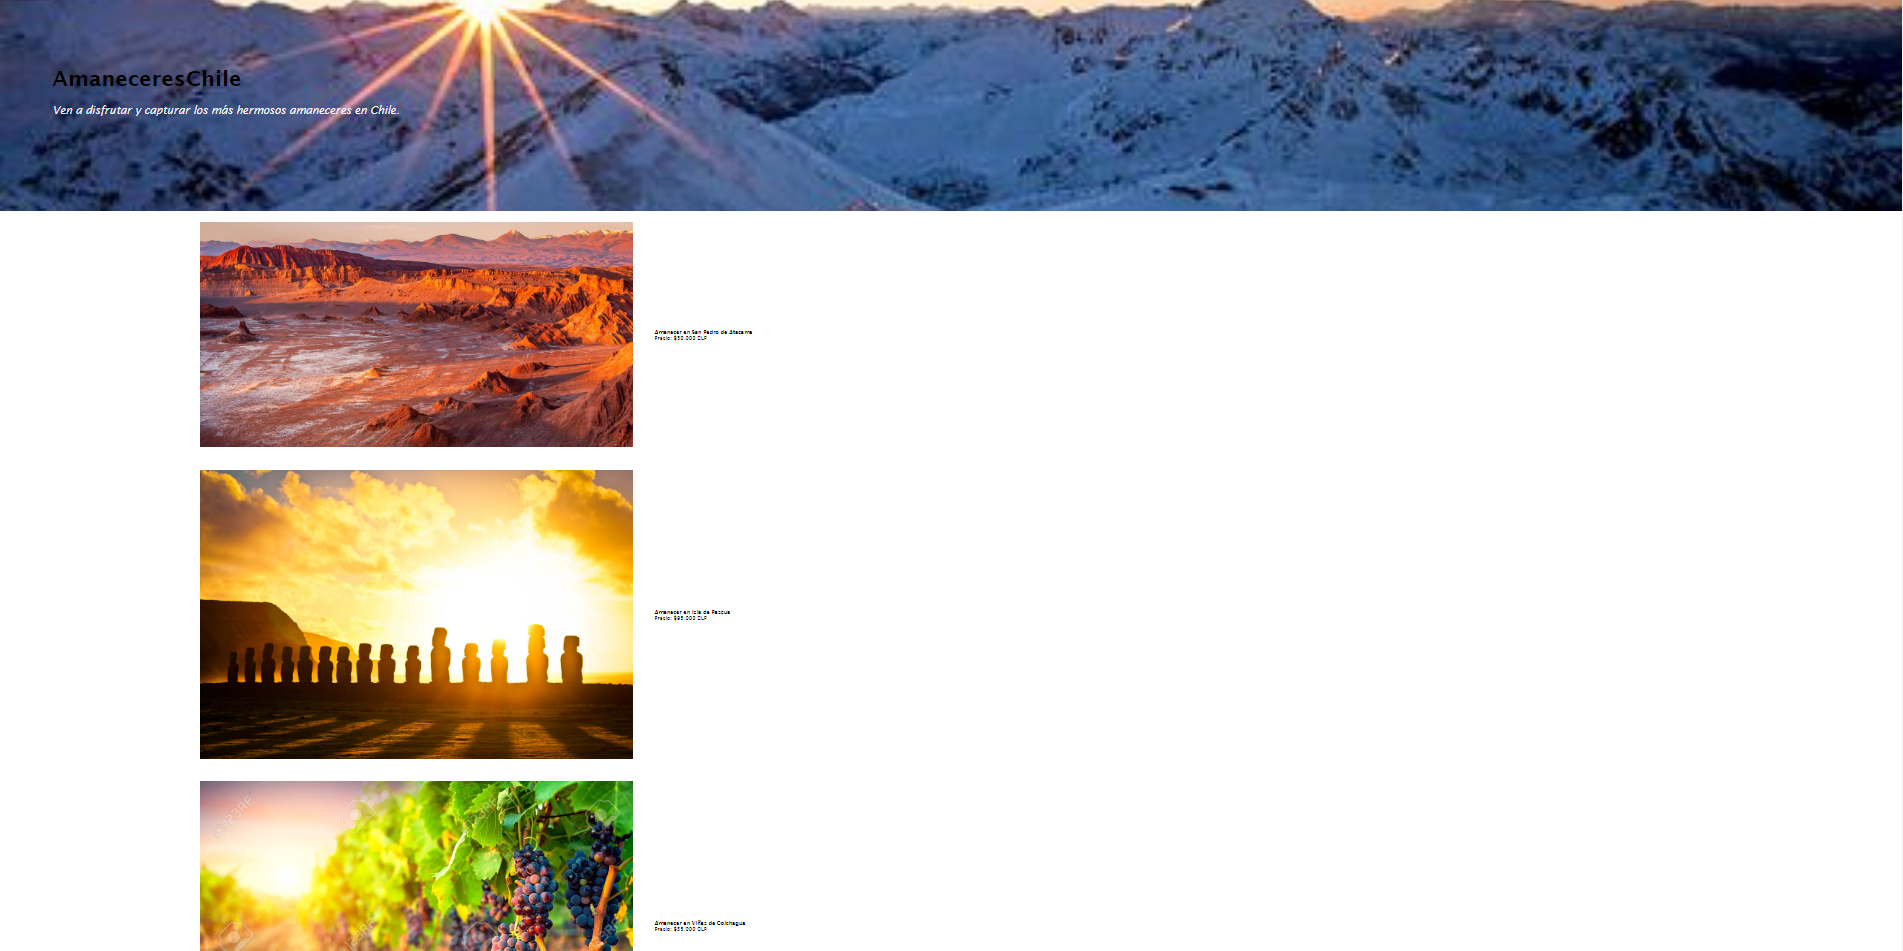 AmaneceresChile
Ven a disfrutar y capturar los más hermosos amaneceres en Chile.
Amanecer en San Pedro de Atacama
Precio: $50.000 CLP
Amanecer en Isla de Pascua
Precio: $95.000 CLP
Amanecer en Viñas de Colchagua
Precio: $35.000 CLP
123RF